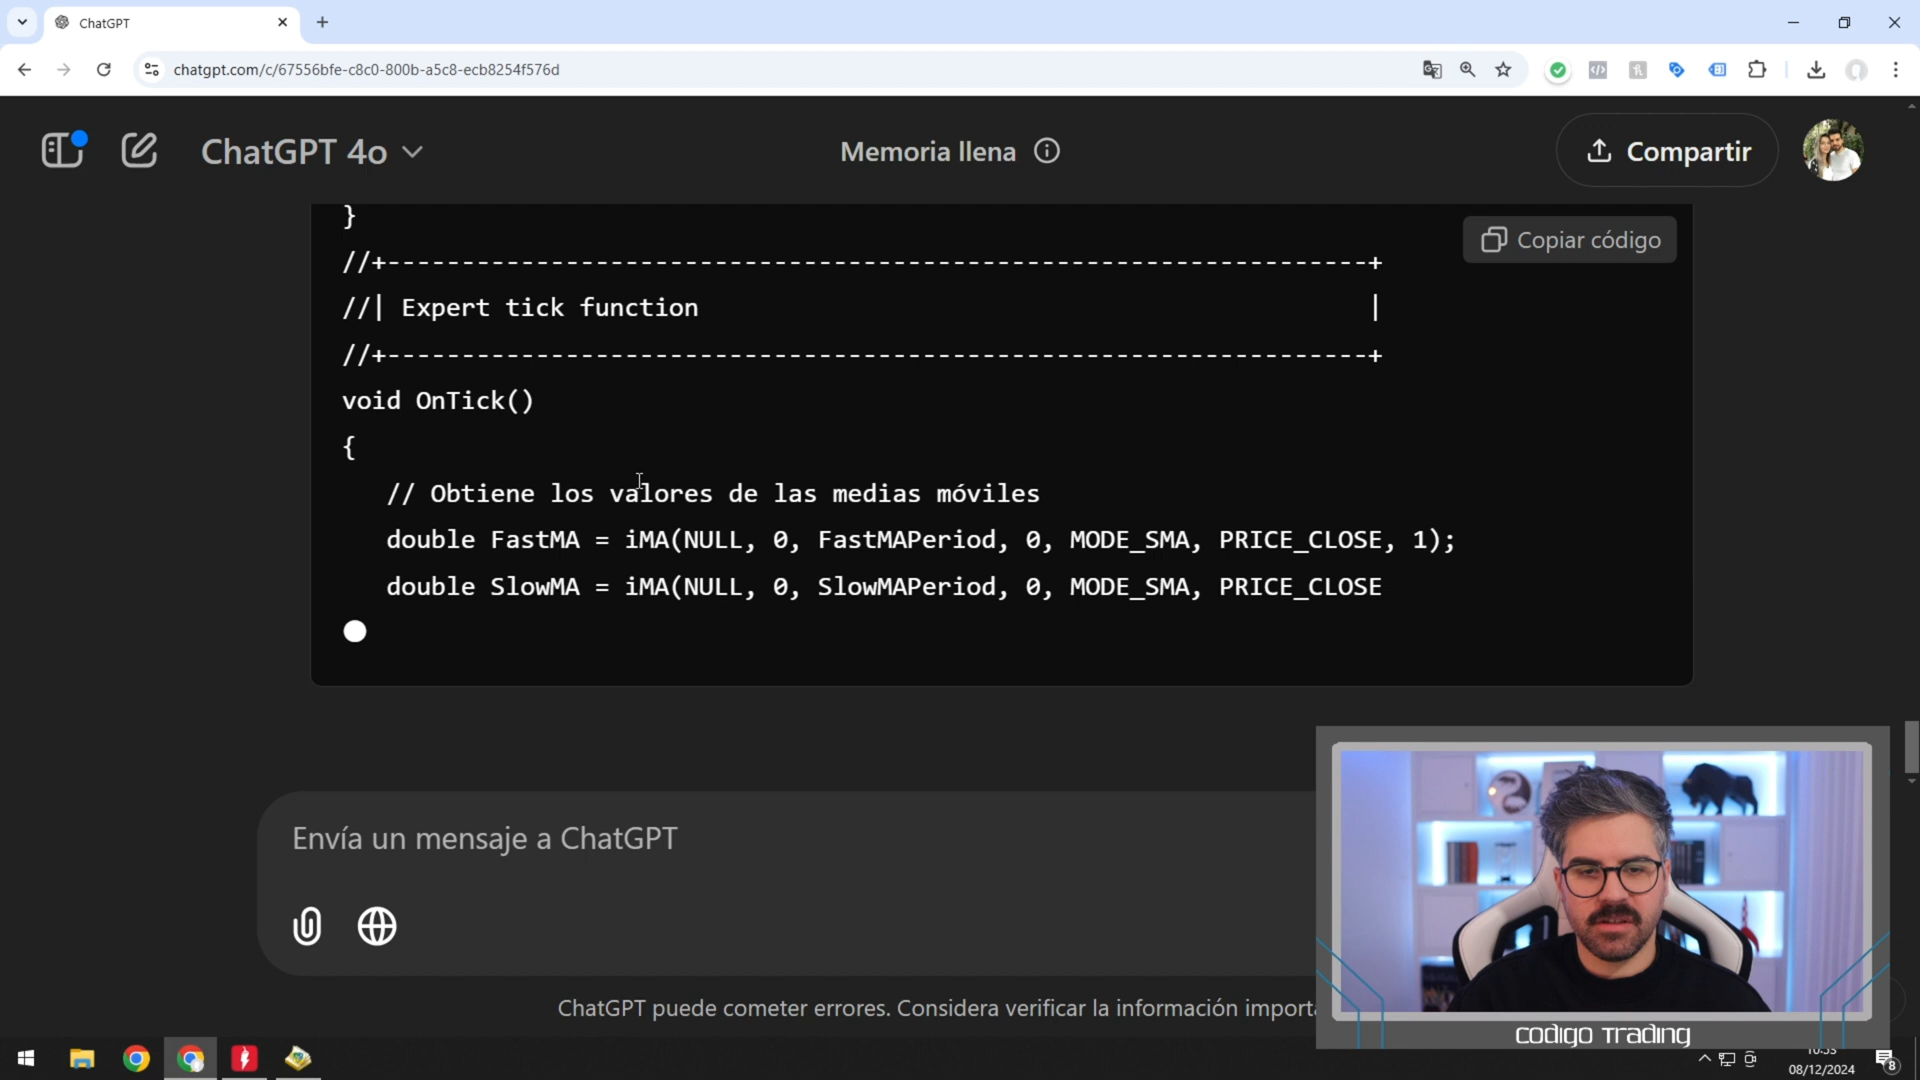 ChatGPT
chatgpt.com/c/67556bfe-c8c0-800b-a5c8-ecb8254f576d
ChatGPT 4o
Memoria llena
Compartir
}
Copiar código
//+------------------------------------------------------------------+
//| Expert tick function                                             |
//+------------------------------------------------------------------+
void OnTick()
{
// Obtiene los valores de las medias móviles
double FastMA = iMA(NULL, 0, FastMAPeriod, 0, MODE_SMA, PRICE_CLOSE, 1);
double SlowMA = iMA(NULL, 0, SlowMAPeriod, 0, MODE_SMA, PRICE_CLOSE
Envía un mensaje a ChatGPT
ChatGPT puede cometer errores. Considera verificar la información import
codigo Trading
08/12/2024
8